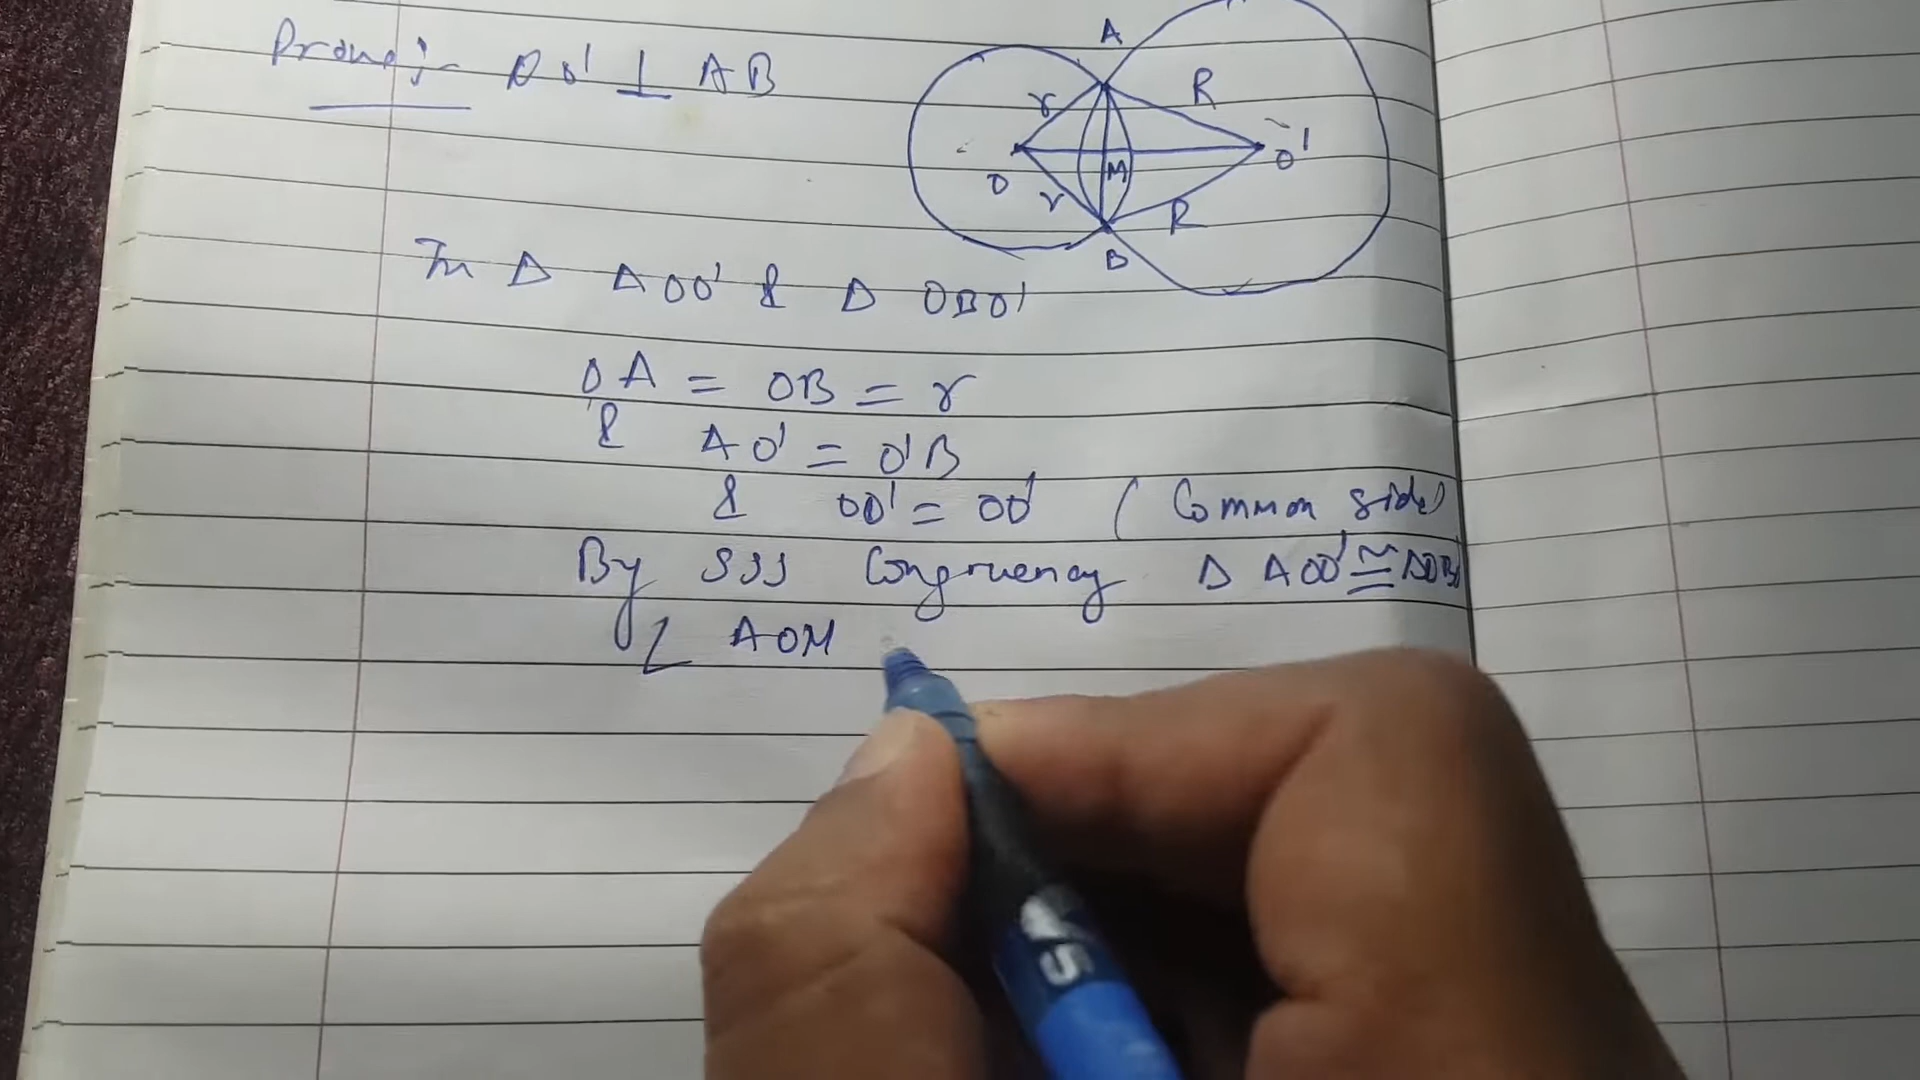 Prove:- OO' ⊥ AB
A
r
R
O
M
O'
r
R
B
In Δ AOO' & Δ OBO'
OA = OB = r
& AO' = O'B
& OO' = OO' (Common side)
By SSS Congruency Δ AOO' ≅ ΔOBO'
∠ AOM